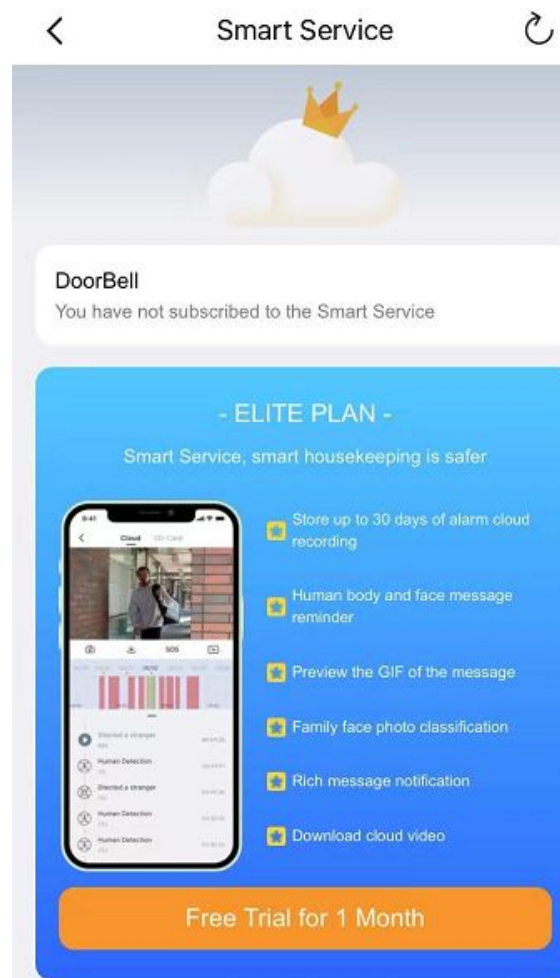 Smart Service
DoorBell
You have not subscribed to the Smart Service
- ELITE PLAN -
Smart Service, smart housekeeping is safer
9:41
Cloud SD Card
SOS
Human Detection
Human Detection
Human Detection
Store up to 30 days of alarm cloud
recording
Human body and face message
reminder
Preview the GIF of the message
Family face photo classification
Rich message notification
Download cloud video
Free Trial for 1 Month